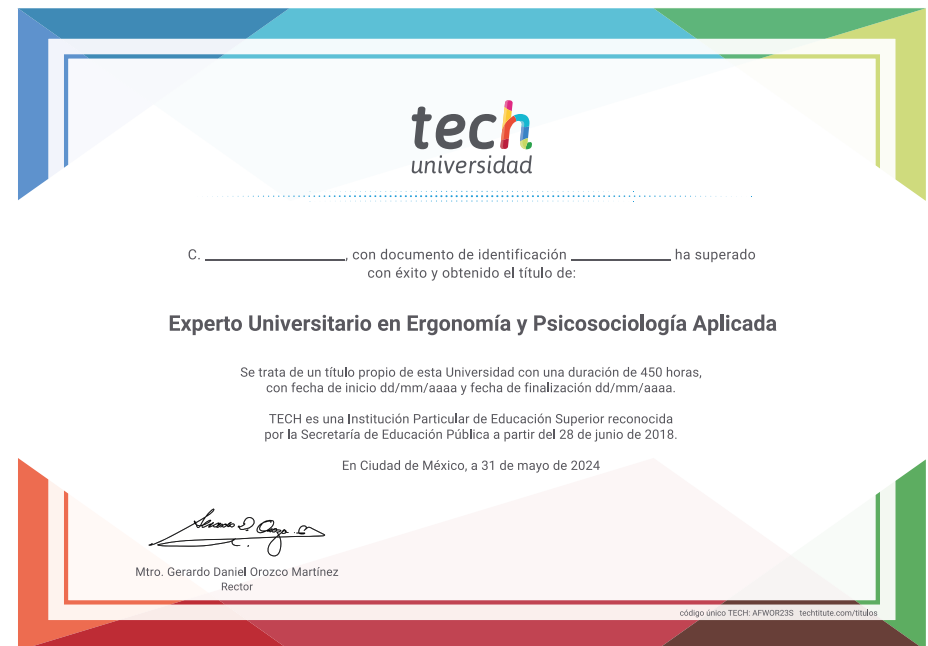 tech
universidad
C. ________________, con documento de identificación ____________ ha superado
con éxito y obtenido el título de:
Experto Universitario en Ergonomía y Psicosociología Aplicada
Se trata de un título propio de esta Universidad con una duración de 450 horas,
con fecha de inicio dd/mm/aaaa y fecha de finalización dd/mm/aaaa.
TECH es una Institución Particular de Educación Superior reconocida
por la Secretaría de Educación Pública a partir del 28 de junio de 2018.
En Ciudad de México, a 31 de mayo de 2024
Mtro. Gerardo Daniel Orozco Martínez
Rector
código único TECH: AFWOR23S techtitute.com/titulos